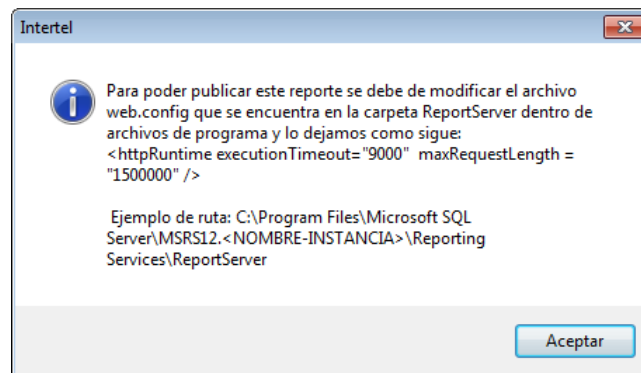 Intertel
Para poder publicar este reporte se debe de modificar el archivo
web.config que se encuentra en la carpeta ReportServer dentro de
archivos de programa y lo dejamos como sigue:
<httpRuntime executionTimeout="9000"  maxRequestLength =
"1500000" />
Ejemplo de ruta: C:\Program Files\Microsoft SQL
Server\MSRS12.<NOMBRE-INSTANCIA>\Reporting
Services\ReportServer
Aceptar